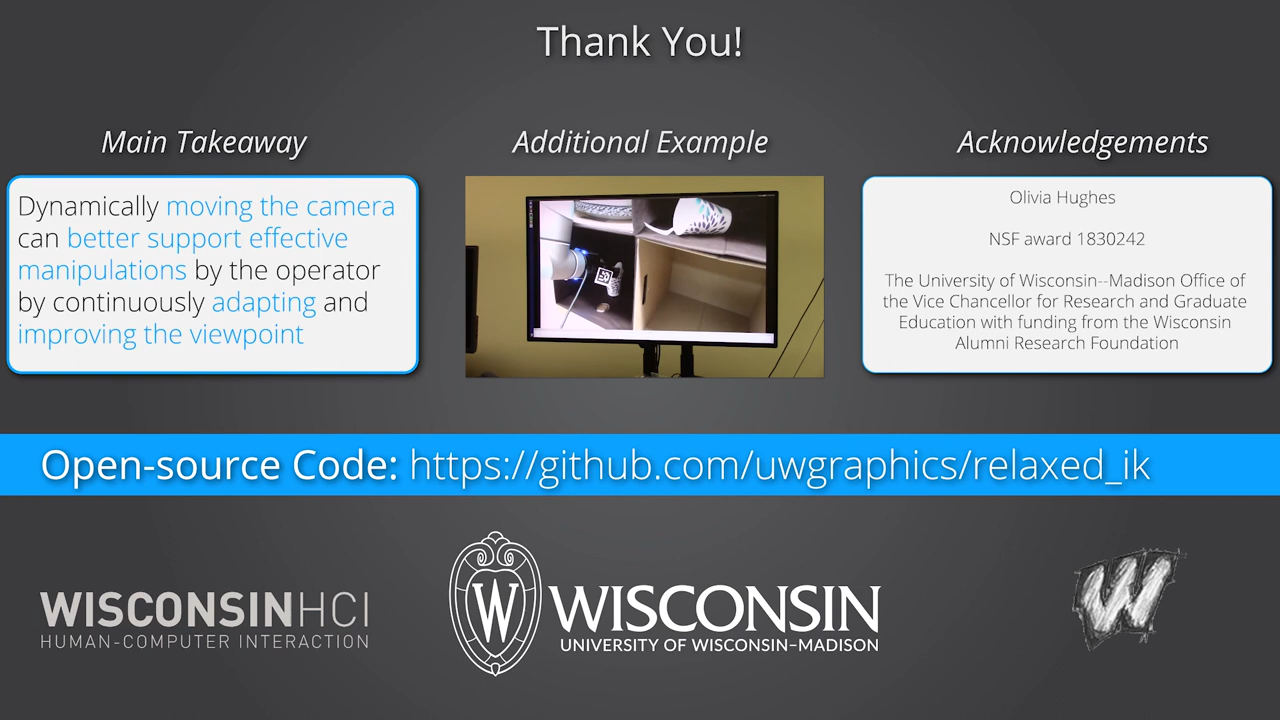 Thank You!
Main Takeaway
Dynamically moving the camera
can better support effective
manipulations by the operator
by continuously adapting and
improving the viewpoint
Additional Example
Acknowledgements
Olivia Hughes
NSF award 1830242
The University of Wisconsin--Madison Office of
the Vice Chancellor for Research and Graduate
Education with funding from the Wisconsin
Alumni Research Foundation
Open-source Code: https://github.com/uwgraphics/relaxed_ik
WISCONSINHCI
HUMAN-COMPUTER INTERACTION
W
WISCONSIN
UNIVERSITY OF WISCONSIN–MADISON
W